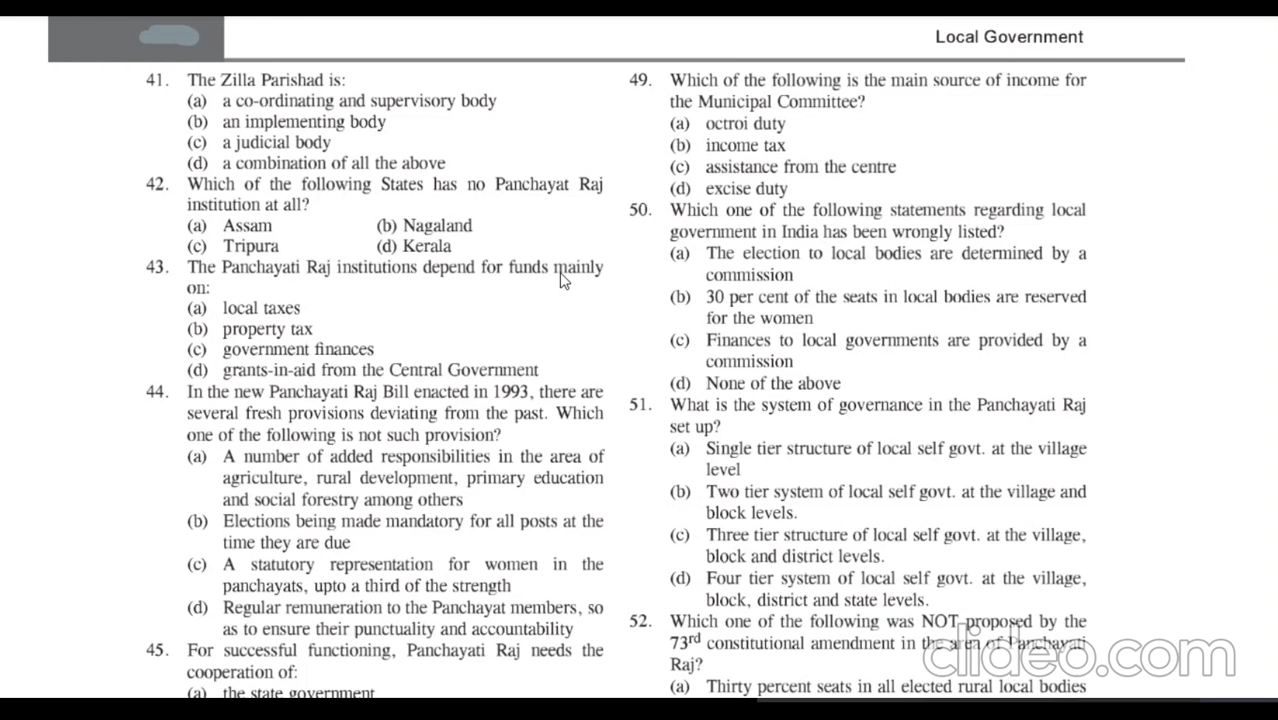 Local Government
41. The Zilla Parishad is:
(a) a co-ordinating and supervisory body
(b) an implementing body
(c) a judicial body
(d) a combination of all the above
42. Which of the following States has no Panchayat Raj
institution at all?
(a) Assam (b) Nagaland
(c) Tripura (d) Kerala
43. The Panchayati Raj institutions depend for funds mainly
on:
(a) local taxes
(b) property tax
(c) government finances
(d) grants-in-aid from the Central Government
44. In the new Panchayati Raj Bill enacted in 1993, there are
several fresh provisions deviating from the past. Which
one of the following is not such provision?
(a) A number of added responsibilities in the area of
agriculture, rural development, primary education
and social forestry among others
(b) Elections being made mandatory for all posts at the
time they are due
(c) A statutory representation for women in the
panchayats, upto a third of the strength
(d) Regular remuneration to the Panchayat members, so
as to ensure their punctuality and accountability
45. For successful functioning, Panchayati Raj needs the
cooperation of:
(a) the state government
49. Which of the following is the main source of income for
the Municipal Committee?
(a) octroi duty
(b) income tax
(c) assistance from the centre
(d) excise duty
50. Which one of the following statements regarding local
government in India has been wrongly listed?
(a) The election to local bodies are determined by a
commission
(b) 30 per cent of the seats in local bodies are reserved
for the women
(c) Finances to local governments are provided by a
commission
(d) None of the above
51. What is the system of governance in the Panchayati Raj
set up?
(a) Single tier structure of local self govt. at the village
level
(b) Two tier system of local self govt. at the village and
block levels.
(c) Three tier structure of local self govt. at the village,
block and district levels.
(d) Four tier system of local self govt. at the village,
block, district and state levels.
52. Which one of the following was NOT proposed by the
73rd constitutional amendment in the area of Panchayati
Raj?
(a) Thirty percent seats in all elected rural local bodies
clideo.com